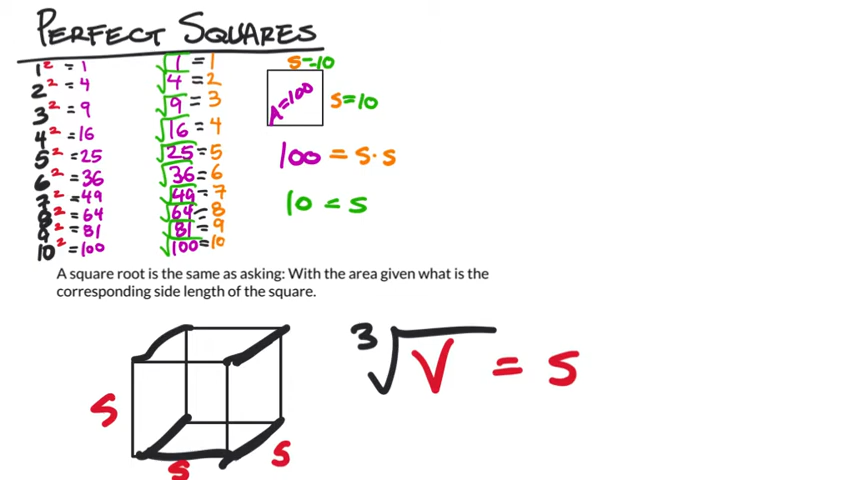 PERFECT SQUARES
1² = 1
2² = 4
3² = 9
4² = 16
5² = 25
6² = 36
7² = 49
8² = 64
9² = 81
10² = 100
√1 = 1
√4 = 2
√9 = 3
√16 = 4
√25 = 5
√36 = 6
√49 = 7
√64 = 8
√81 = 9
√100 = 10
S=10
A=100
S=10
100 = S·S
10 = S
A square root is the same as asking: With the area given what is the
corresponding side length of the square.
S
S
S
³√V = S